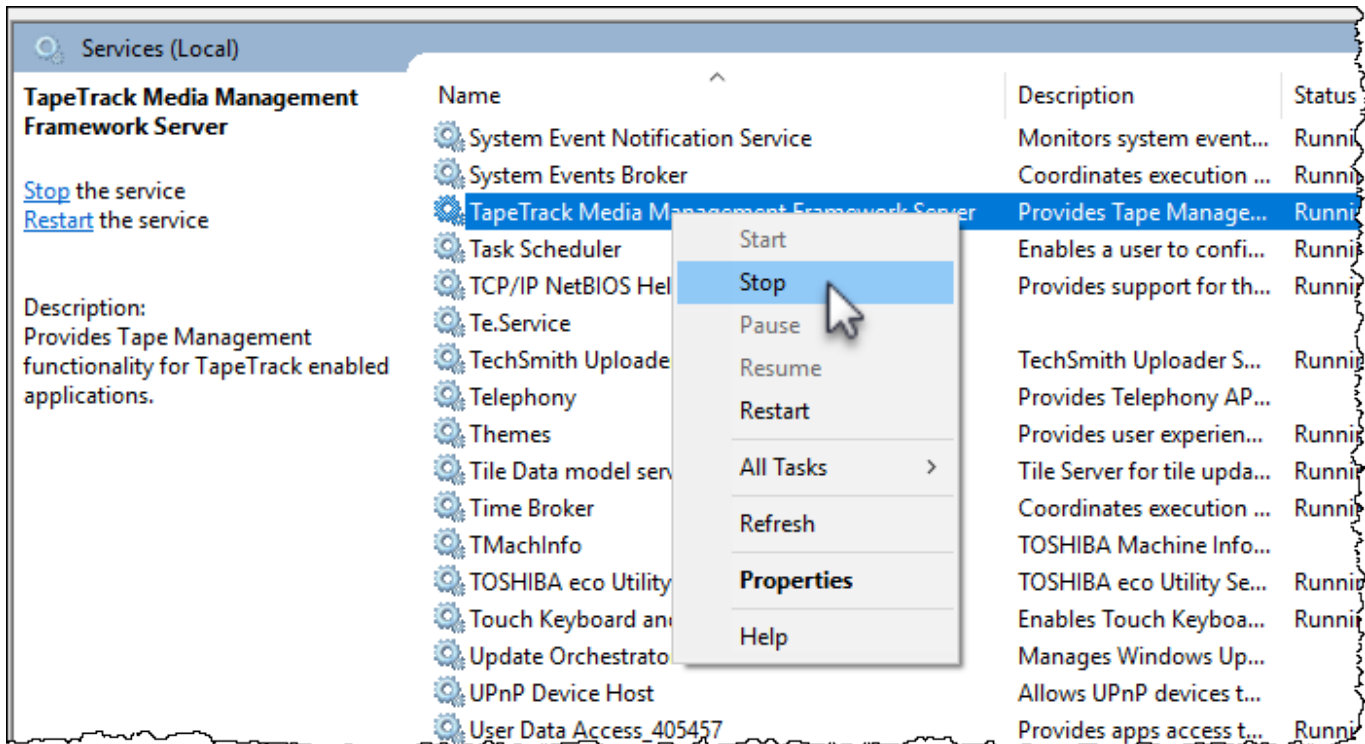 Services (Local)
TapeTrack Media Management
Framework Server
Stop the service
Restart the service
Description:
Provides Tape Management
functionality for TapeTrack enabled
applications.
Name Description Status
System Event Notification Service Monitors system event...
System Events Broker Coordinates execution ...
TapeTrack Media Management Framework Server Provides Tape Manage...
Task Scheduler Enables a user to confi...
TCP/IP NetBIOS Hel Provides support for th...
Te.Service
TechSmith Uploade TechSmith Uploader S...
Telephony Provides Telephony AP...
Themes Provides user experien...
Tile Data model serv Tile Server for tile upda...
Time Broker Coordinates execution ...
TMachInfo TOSHIBA Machine Info...
TOSHIBA eco Utility TOSHIBA eco Utility Se...
Touch Keyboard and Enables Touch Keyboa...
Update Orchestrato Manages Windows Up...
UPnP Device Host Allows UPnP devices t...
User Data Access_405457 Provides apps access t...
Start
Stop
Pause
Resume
Restart
All Tasks
Refresh
Properties
Help